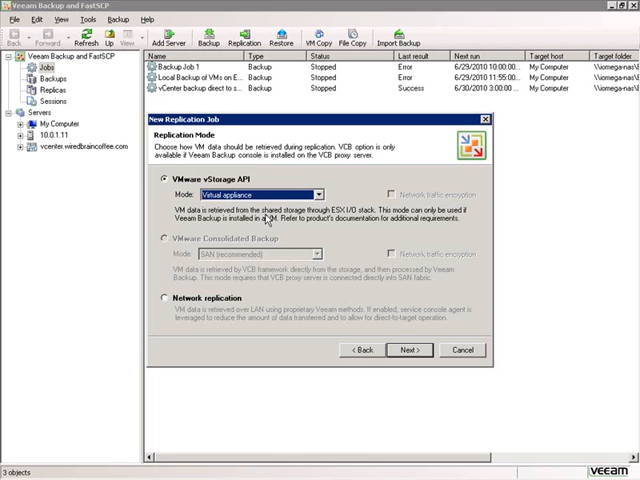 Veeam Backup and FastSCP
File Edit View Tools Backup Help
Back Forward Refresh Up View Add Server Backup Replication Restore VM Copy File Copy Import Backup
Veeam Backup and FastSCP
Jobs
Backups
Replicas
Sessions
Servers
My Computer
10.0.1.11
vcenter.wiredbraincoffee.com
Name Type Status Last result Next run Target host Target folder
Backup Job 1 Backup Stopped Error 6/29/2010 10:00:00... My Computer \\iomega-nas\
Local Backup of VMs on E... Backup Stopped Error 6/29/2010 11:55:00... My Computer \\iomega-nas\
vCenter backup direct to s... Backup Stopped Success 6/30/2010 3:00:00 ... My Computer \\iomega-nas\
New Replication Job
Replication Mode
Choose how VM data should be retrieved during replication. VCB option is only
available if Veeam Backup console is installed on the VCB proxy server.
VMware vStorage API
Mode: Virtual appliance Network traffic encryption
VM data is retrieved from the shared storage through ESX I/O stack. This mode can only be used if
Veeam Backup is installed in a VM. Refer to product's documentation for additional requirements.
VMware Consolidated Backup
Mode: SAN (recommended) Network traffic encryption
VM data is retrieved by VCB framework directly from the storage, and then processed by Veeam
Backup. This mode requires that VCB proxy server is connected directly into SAN fabric.
Network replication
VM data is retrieved over LAN using proprietary Veeam methods. If enabled, service console agent is
leveraged to reduce the amount of data transferred and to allow for direct-to-target operation.
< Back Next > Cancel
3 objects
veeam